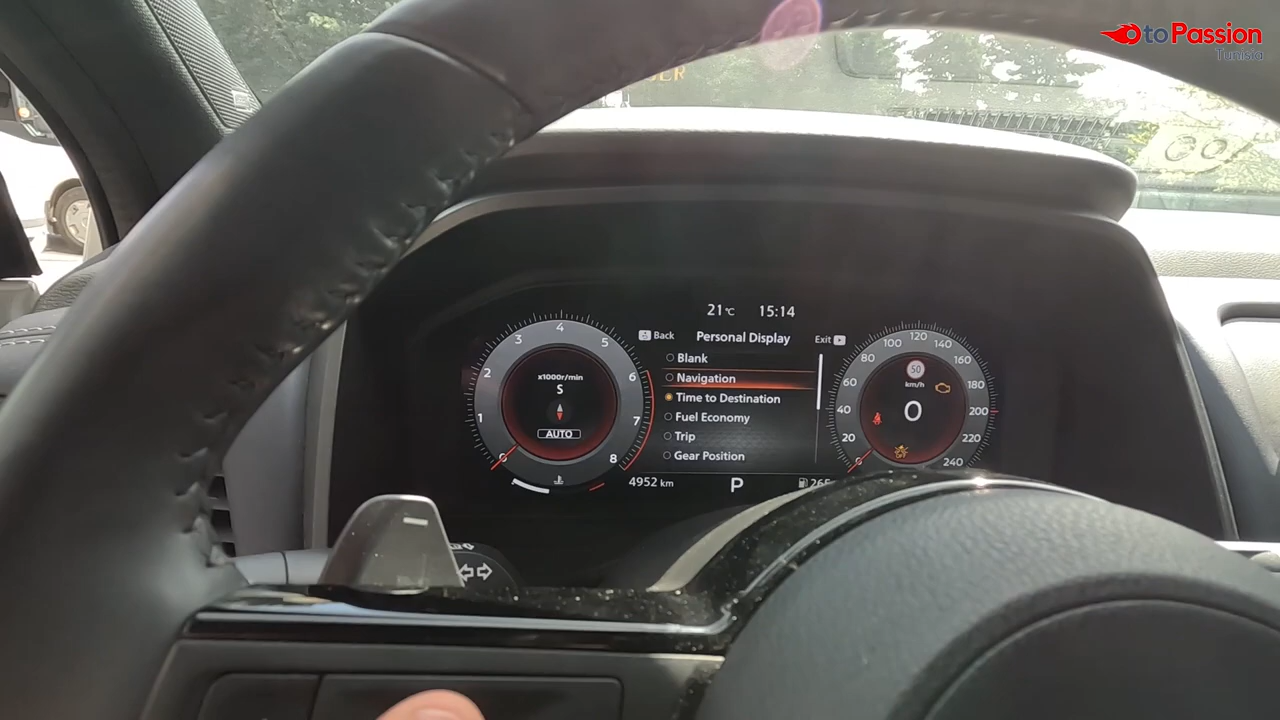 toPassion
Tunisia
21°C 15:14
Back Personal Display Exit
Blank
Navigation
Time to Destination
Fuel Economy
Trip
Gear Position
x1000r/min
S
AUTO
1 2 3 4 5 6 7 8
0 20 40 60 80 100 120 140 160 180 200 220 240
50
km/h
0
4952 km P 265